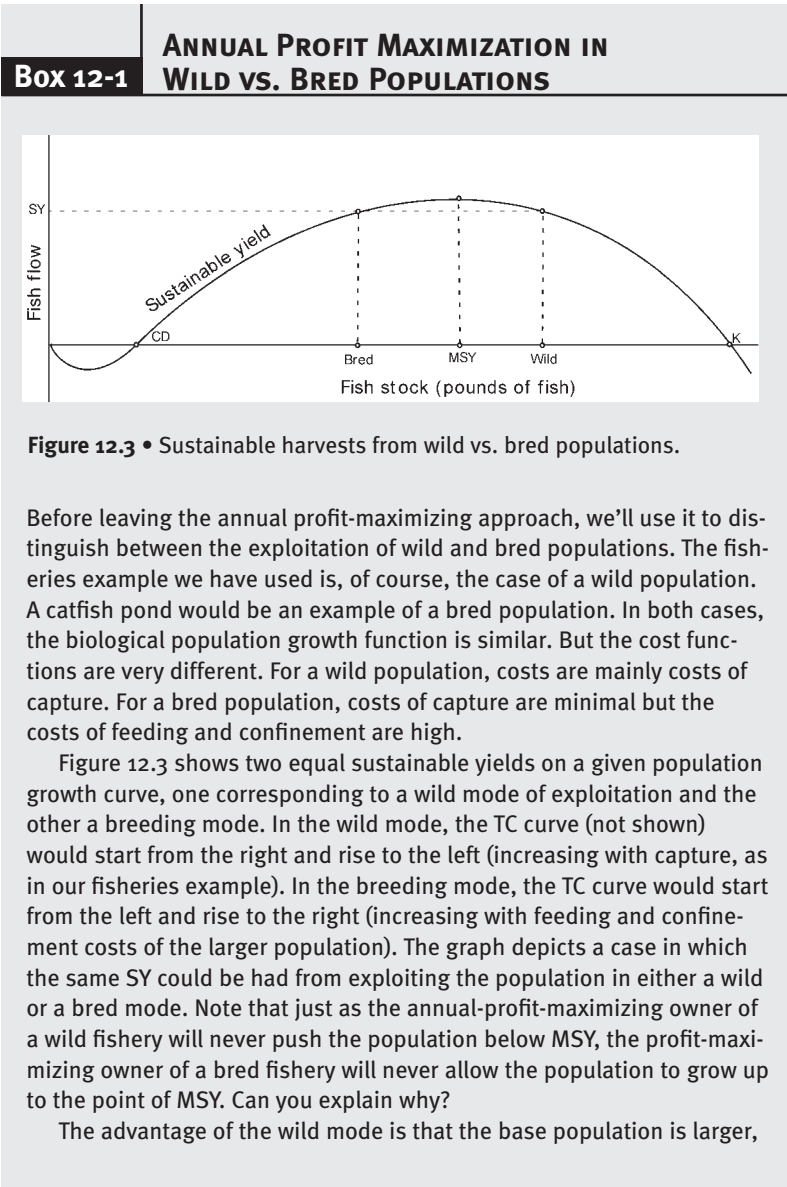 Box 12-1
Annual Profit Maximization in
Wild vs. Bred Populations
SY
Fish flow
Sustainable yield
CD
K
Bred
MSY
Wild
Fish stock (pounds of fish)
Figure 12.3 • Sustainable harvests from wild vs. bred populations.
Before leaving the annual profit-maximizing approach, we’ll use it to dis-
tinguish between the exploitation of wild and bred populations. The fish-
eries example we have used is, of course, the case of a wild population.
A catfish pond would be an example of a bred population. In both cases,
the biological population growth function is similar. But the cost func-
tions are very different. For a wild population, costs are mainly costs of
capture. For a bred population, costs of capture are minimal but the
costs of feeding and confinement are high.
Figure 12.3 shows two equal sustainable yields on a given population
growth curve, one corresponding to a wild mode of exploitation and the
other a breeding mode. In the wild mode, the TC curve (not shown)
would start from the right and rise to the left (increasing with capture, as
in our fisheries example). In the breeding mode, the TC curve would start
from the left and rise to the right (increasing with feeding and confine-
ment costs of the larger population). The graph depicts a case in which
the same SY could be had from exploiting the population in either a wild
or a bred mode. Note that just as the annual-profit-maximizing owner of
a wild fishery will never push the population below MSY, the profit-maxi-
mizing owner of a bred fishery will never allow the population to grow up
to the point of MSY. Can you explain why?
The advantage of the wild mode is that the base population is larger,